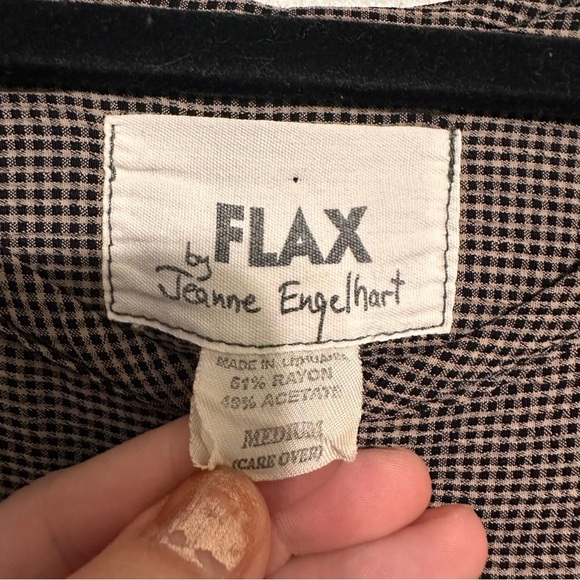 FLAX
by
Jeanne Engelhart
MADE IN LITHUANIA
51% RAYON
49% ACETATE
MEDIUM
(CARE OVER)